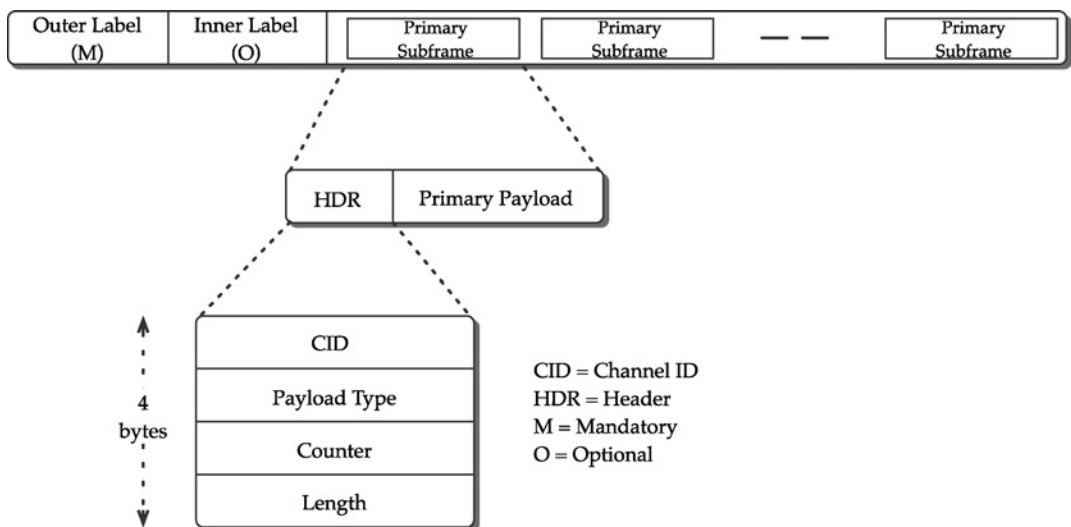 Outer Label
(M)
Inner Label
(O)
Primary
Subframe
Primary
Subframe
Primary
Subframe
HDR
Primary Payload
CID
Payload Type
Counter
Length
4
bytes
CID = Channel ID
HDR = Header
M = Mandatory
O = Optional